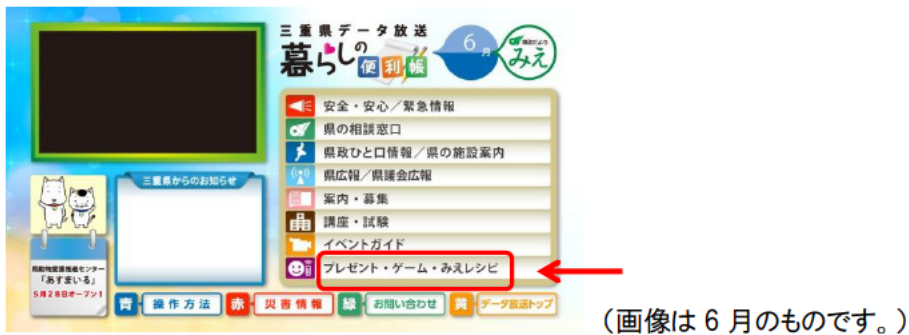 三重県データ放送
暮らしの
便利帳
6月
県政だより
みえ
安全・安心／緊急情報
県の相談窓口
県政ひと口情報／県の施設案内
県広報／県議会広報
案内・募集
講座・試験
イベントガイド
プレゼント・ゲーム・みえレシピ
三重県からのお知らせ
「あすまいる」
5月28日オープン！
青 操作方法
赤 災害情報
緑 お問い合わせ
黄 データ放送トップ
（画像は 6 月のものです。）